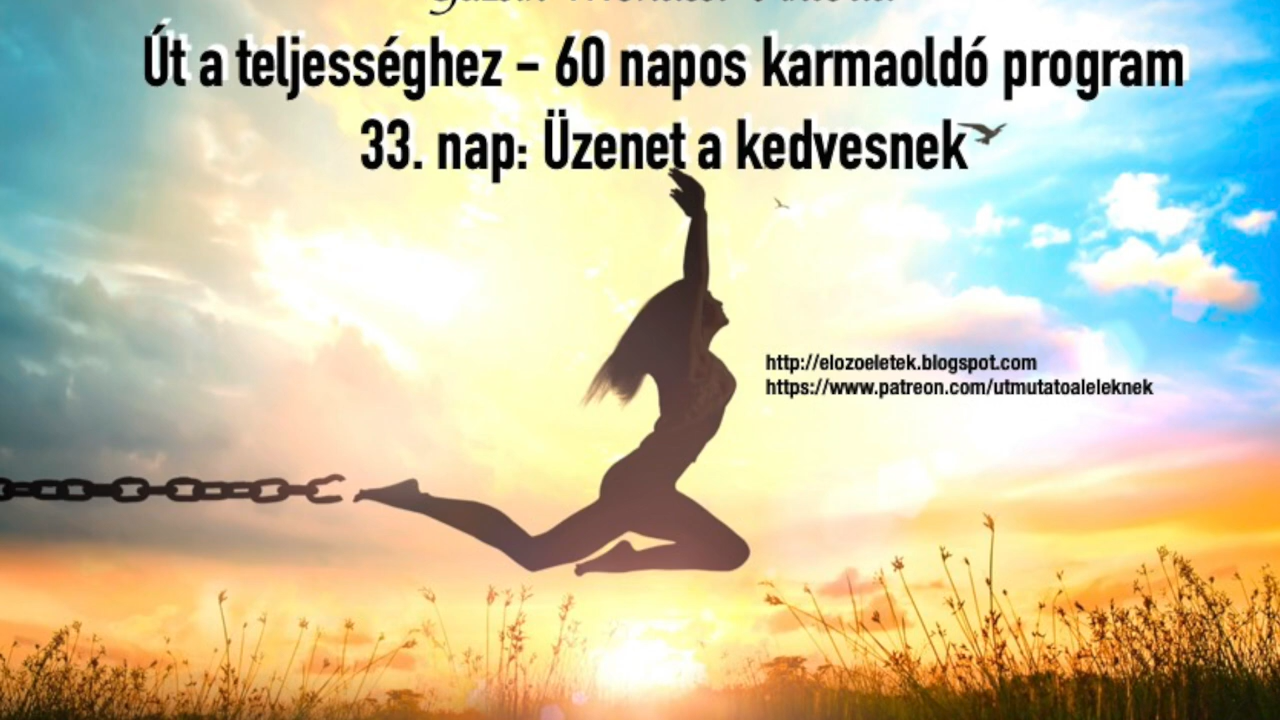 Út a teljességhez – 60 napos karmaoldó program
33. nap: Üzenet a kedvesnek
http://elozoeletek.blogspot.com
https://www.patreon.com/utmutatoaleleknek